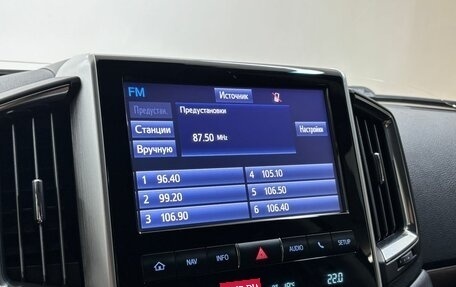 FM
Источник
Предустан.
Предустановки
Станции
87.50 MHz
Настройки
Вручную
1 96.40
4 105.10
2 99.20
5 106.50
3 106.90
6 106.40
NAV INFO AUDIO SETUP
22.0